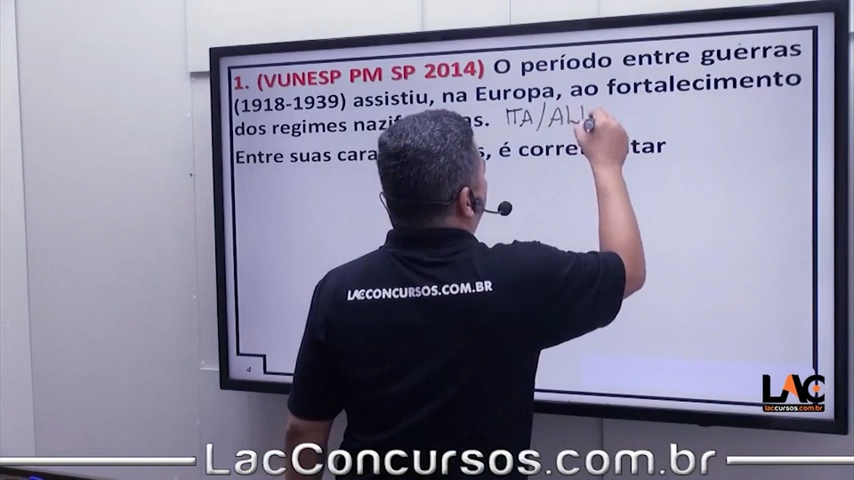 1. (VUNESP PM SP 2014) O período entre guerras
(1918-1939) assistiu, na Europa, ao fortalecimento
dos regimes ITA/AL
Entre suas é tar
4
LACCONCURSOS.COM.BR
LAC
laccursos.com.br
LacConcursos.com.br